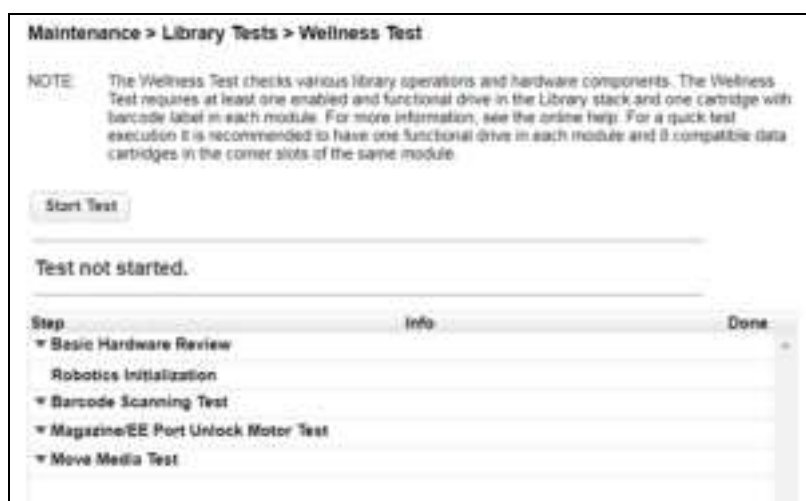 Maintenance > Library Tests > Wellness Test
NOTE: The Wellness Test checks various library operations and hardware components. The Wellness
Test requires at least one enabled and functional drive in the Library stack and one cartridge with
barcode label in each module. For more information, see the online help. For a quick test
execution it is recommended to have one functional drive in each module and 8 compatible data
cartridges in the corner slots of the same module.
Start Test
Test not started.
Step Info Done
Basic Hardware Review
Robotics Initialization
Barcode Scanning Test
Magazine/EE Port Unlock Motor Test
Move Media Test